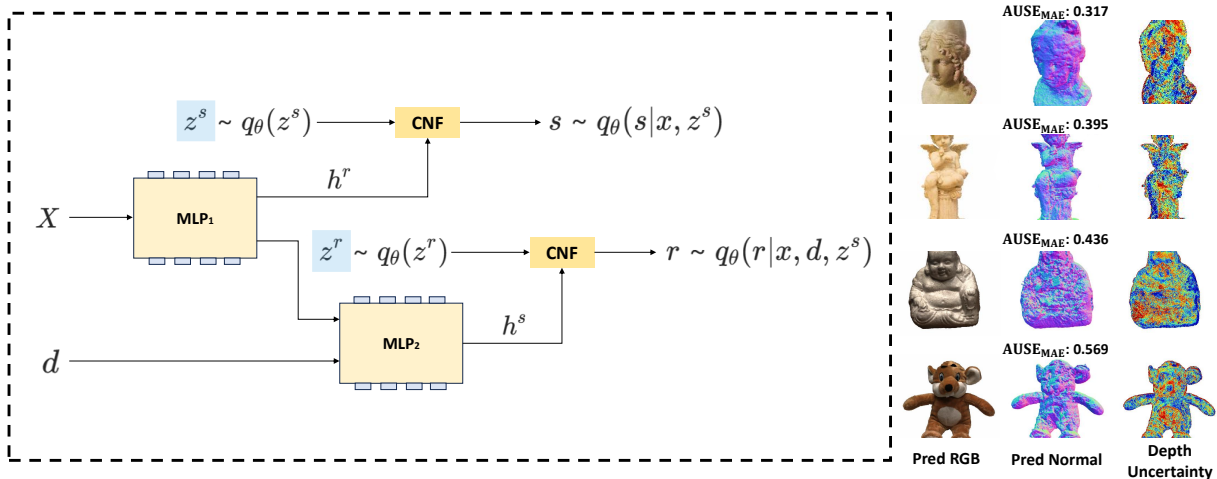 z^s ~ q_θ(z^s)
CNF
s ~ q_θ(s|x, z^s)
h^r
X
MLP₁
z^r ~ q_θ(z^r)
CNF
r ~ q_θ(r|x, d, z^s)
h^s
MLP₂
d
AUSE_MAE: 0.317
AUSE_MAE: 0.395
AUSE_MAE: 0.436
AUSE_MAE: 0.569
Pred RGB
Pred Normal
Depth
Uncertainty